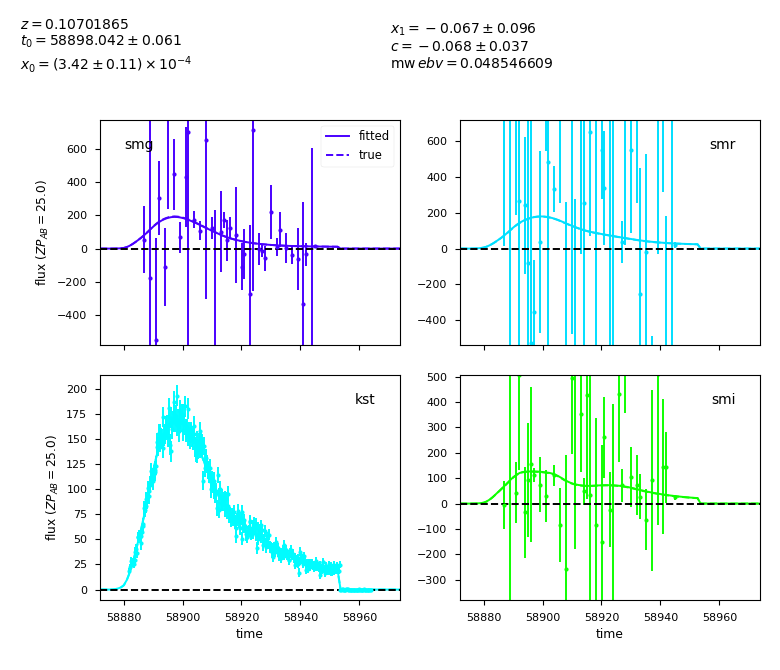 z = 0.10701865
t₀ = 58898.042 ± 0.061
x₀ = (3.42 ± 0.11) × 10⁻⁴
x₁ = −0.067 ± 0.096
c = −0.068 ± 0.037
mw ebv = 0.048546609
smg
fitted
true
600
400
200
0
−200
−400
flux (ZP_AB = 25.0)
smr
600
400
200
0
−200
−400
kst
200
175
150
125
100
75
50
25
0
flux (ZP_AB = 25.0)
58880 58900 58920 58940 58960
time
smi
500
400
300
200
100
0
−100
−200
−300
58880 58900 58920 58940 58960
time